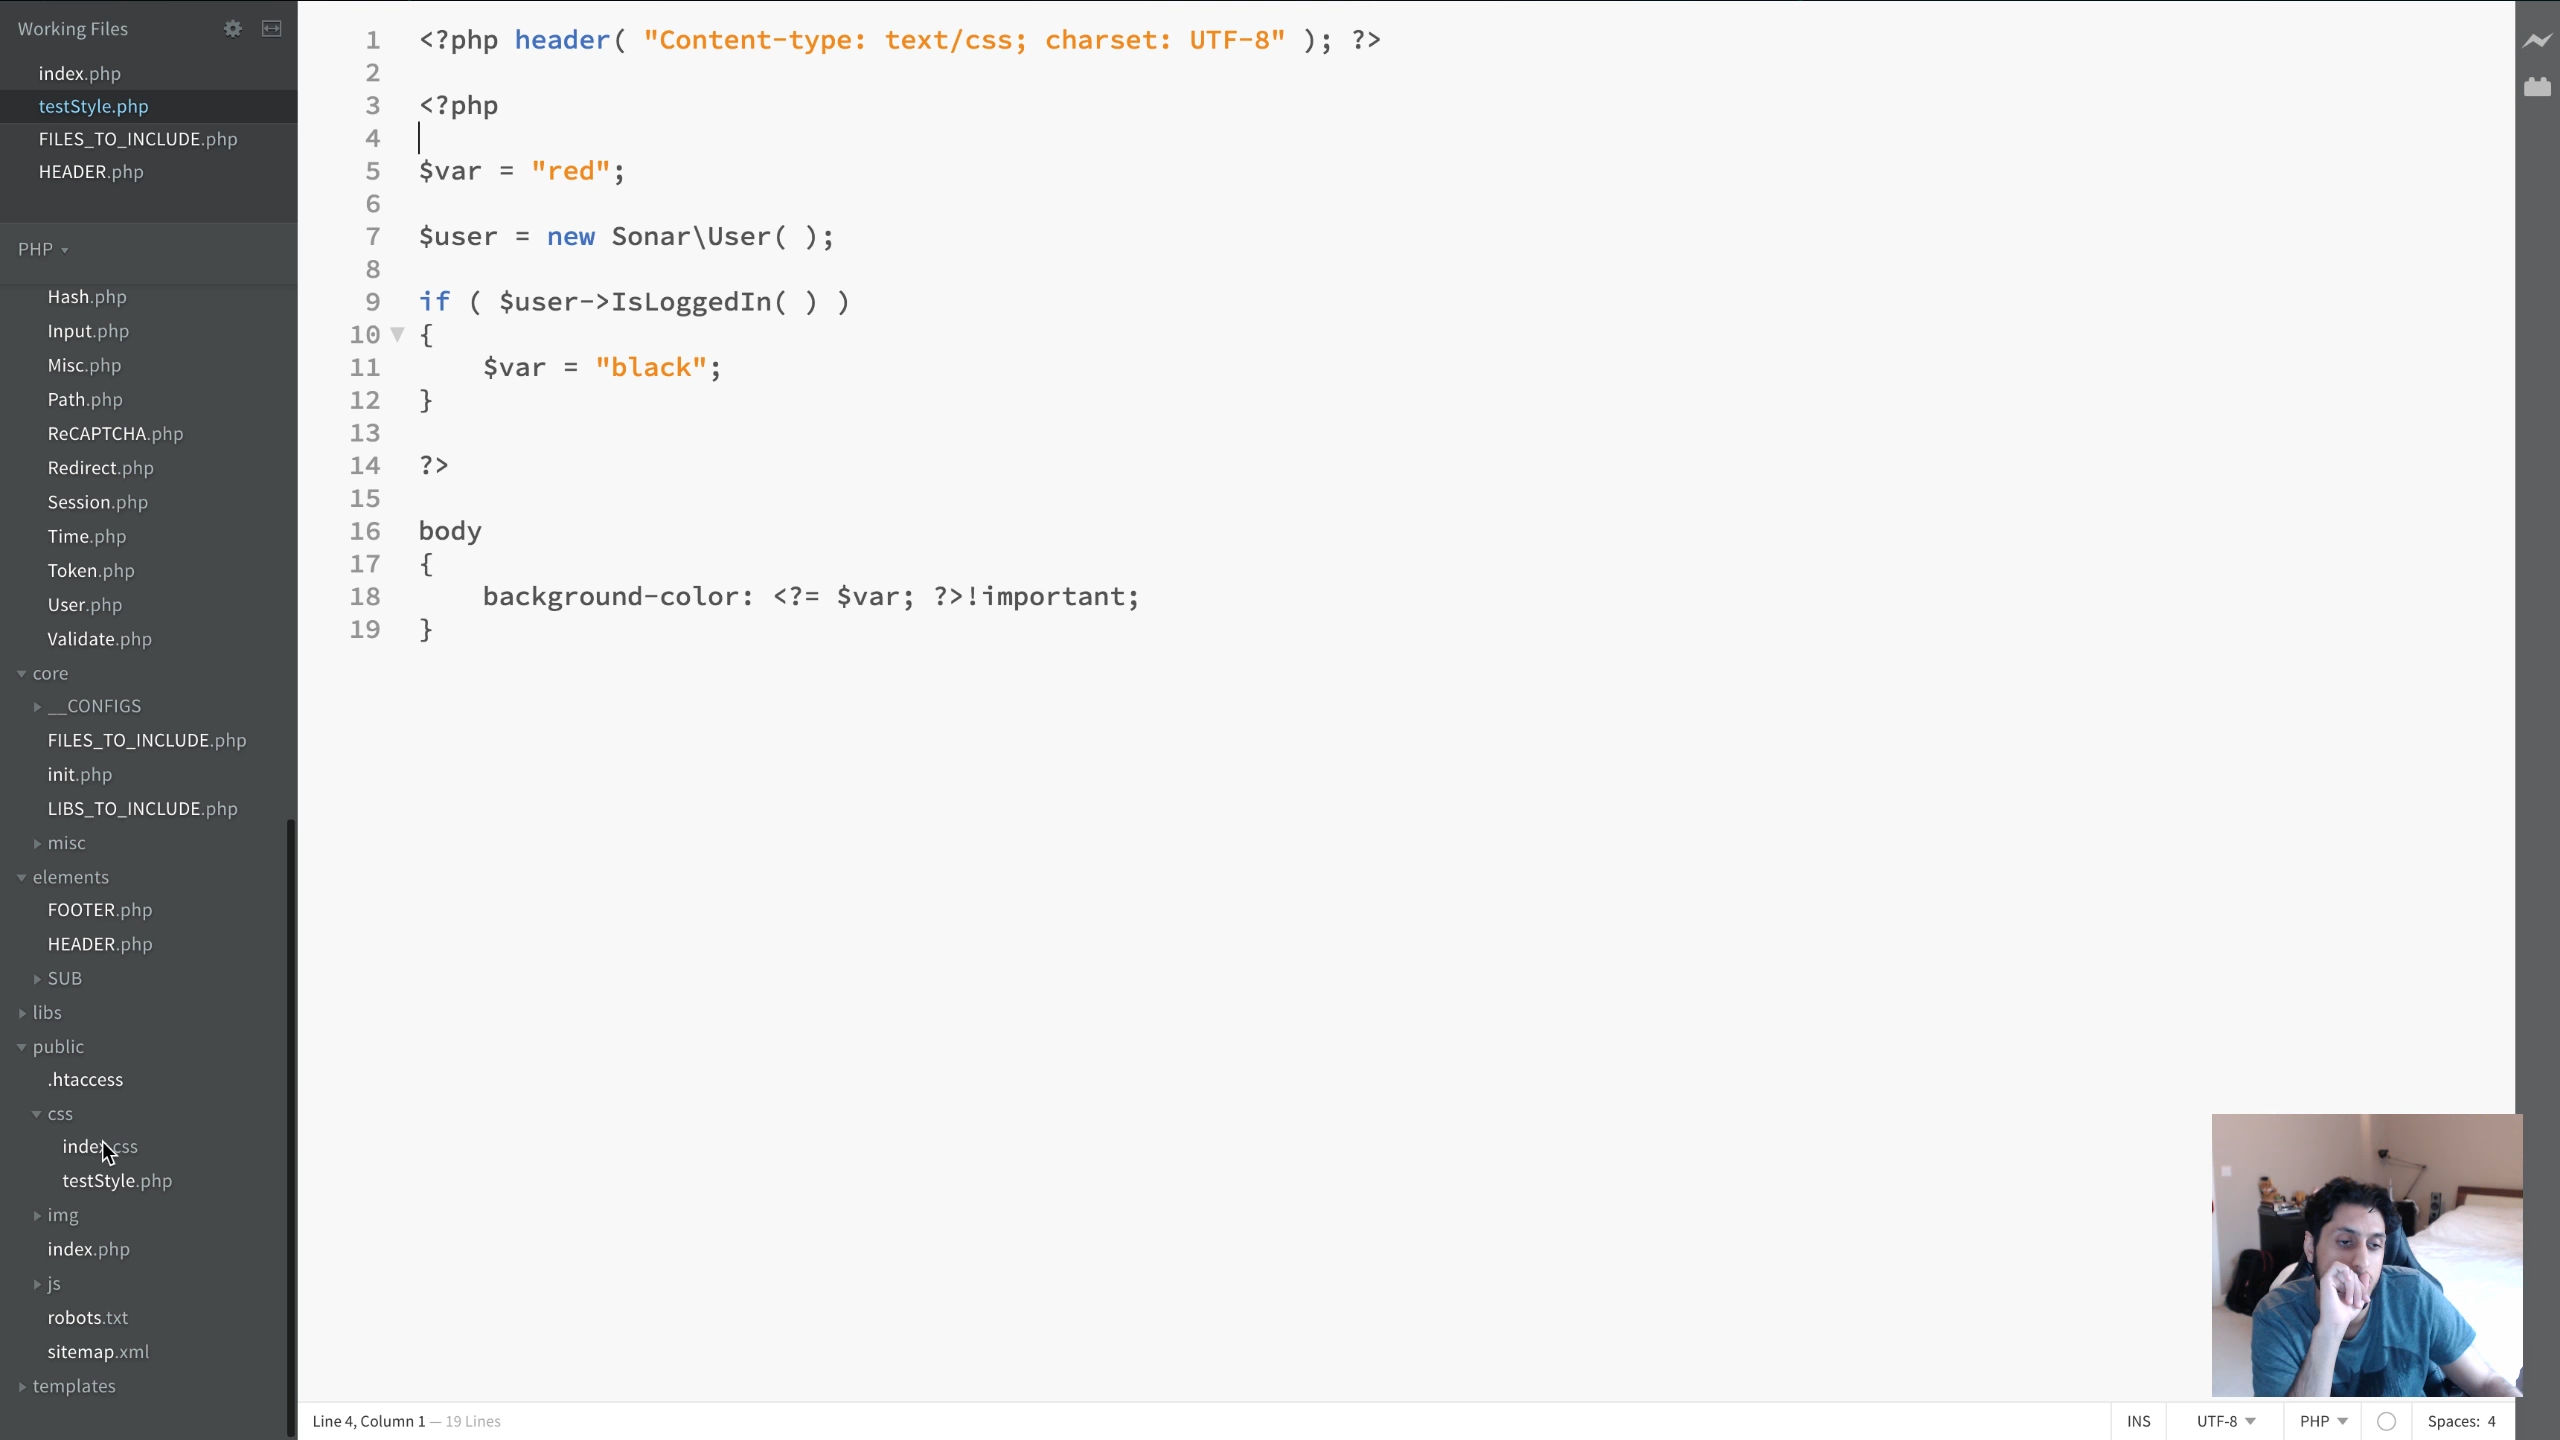 Working Files
index.php
testStyle.php
FILES_TO_INCLUDE.php
HEADER.php
PHP
Hash.php
Input.php
Misc.php
Path.php
ReCAPTCHA.php
Redirect.php
Session.php
Time.php
Token.php
User.php
Validate.php
core
__CONFIGS
FILES_TO_INCLUDE.php
init.php
LIBS_TO_INCLUDE.php
misc
elements
FOOTER.php
HEADER.php
SUB
libs
public
.htaccess
css
index.css
testStyle.php
img
index.php
js
robots.txt
sitemap.xml
templates
1 <?php header( "Content-type: text/css; charset: UTF-8" ); ?>
2
3 <?php
4
5 $var = "red";
6
7 $user = new Sonar\User( );
8
9 if ( $user->IsLoggedIn( ) )
10 {
11 $var = "black";
12 }
13
14 ?>
15
16 body
17 {
18 background-color: <?= $var; ?>!important;
19 }
Line 4, Column 1 — 19 Lines
INS UTF-8 PHP Spaces: 4